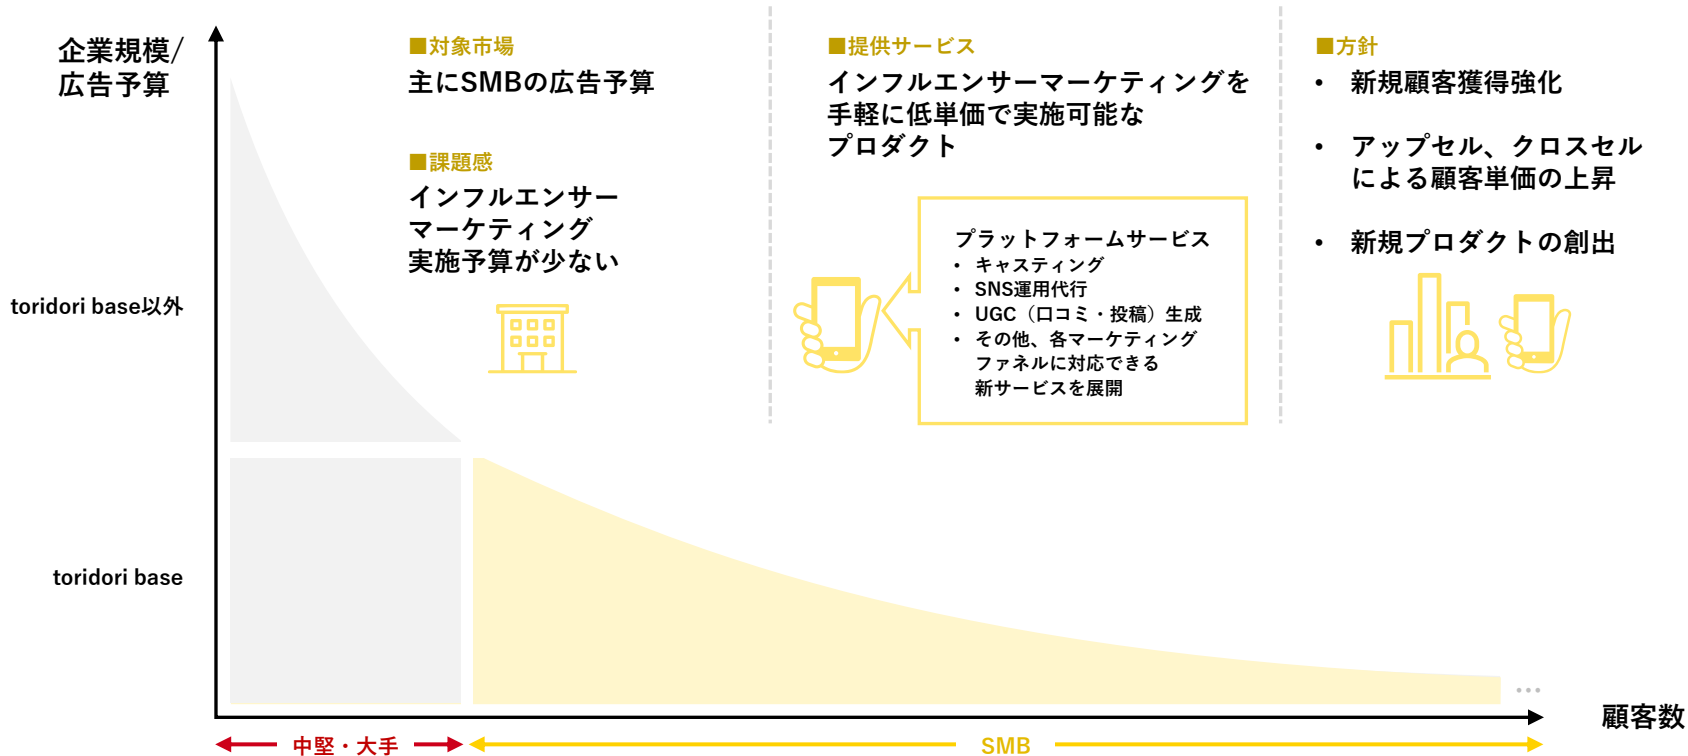 企業規模/
広告予算
■対象市場
主にSMBの広告予算
■課題感
インフルエンサー
マーケティング
実施予算が少ない
■提供サービス
インフルエンサーマーケティングを
手軽に低単価で実施可能な
プロダクト
プラットフォームサービス
• キャスティング
• SNS運用代行
• UGC（口コミ・投稿）生成
• その他、各マーケティング
ファネルに対応できる
新サービスを展開
■方針
• 新規顧客獲得強化
• アップセル、クロスセル
による顧客単価の上昇
• 新規プロダクトの創出
toridori base以外
toridori base
…
顧客数
中堅・大手
SMB